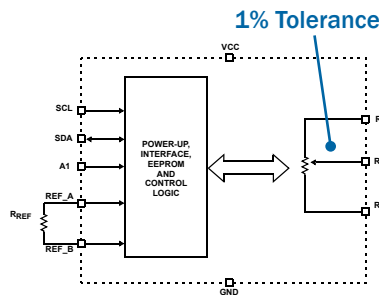 1% Tolerance
VCC
SCL
SDA
A1
REF_A
RREF
REF_B
POWER-UP,
INTERFACE,
EEPROM
AND
CONTROL
LOGIC
R
R
R
GND